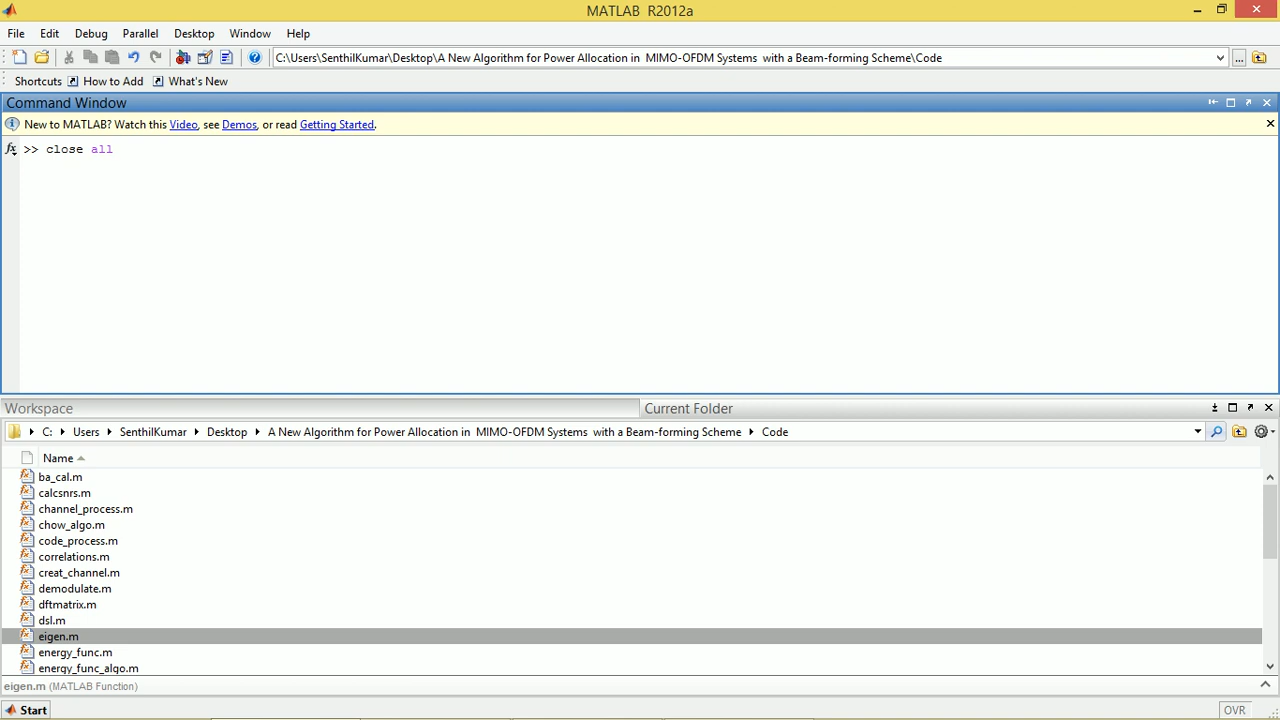 MATLAB R2012a
File Edit Debug Parallel Desktop Window Help
C:\Users\SenthilKumar\Desktop\A New Algorithm for Power Allocation in  MIMO-OFDM Systems  with a Beam-forming Scheme\Code
Shortcuts How to Add What's New
Command Window
New to MATLAB? Watch this Video, see Demos, or read Getting Started.
fx >> close all
Workspace Current Folder
C: Users SenthilKumar Desktop A New Algorithm for Power Allocation in  MIMO-OFDM Systems  with a Beam-forming Scheme Code
Name
ba_cal.m
calcsnrs.m
channel_process.m
chow_algo.m
code_process.m
correlations.m
creat_channel.m
demodulate.m
dftmatrix.m
dsl.m
eigen.m
energy_func.m
energy_func_algo.m
eigen.m (MATLAB Function)
Start OVR